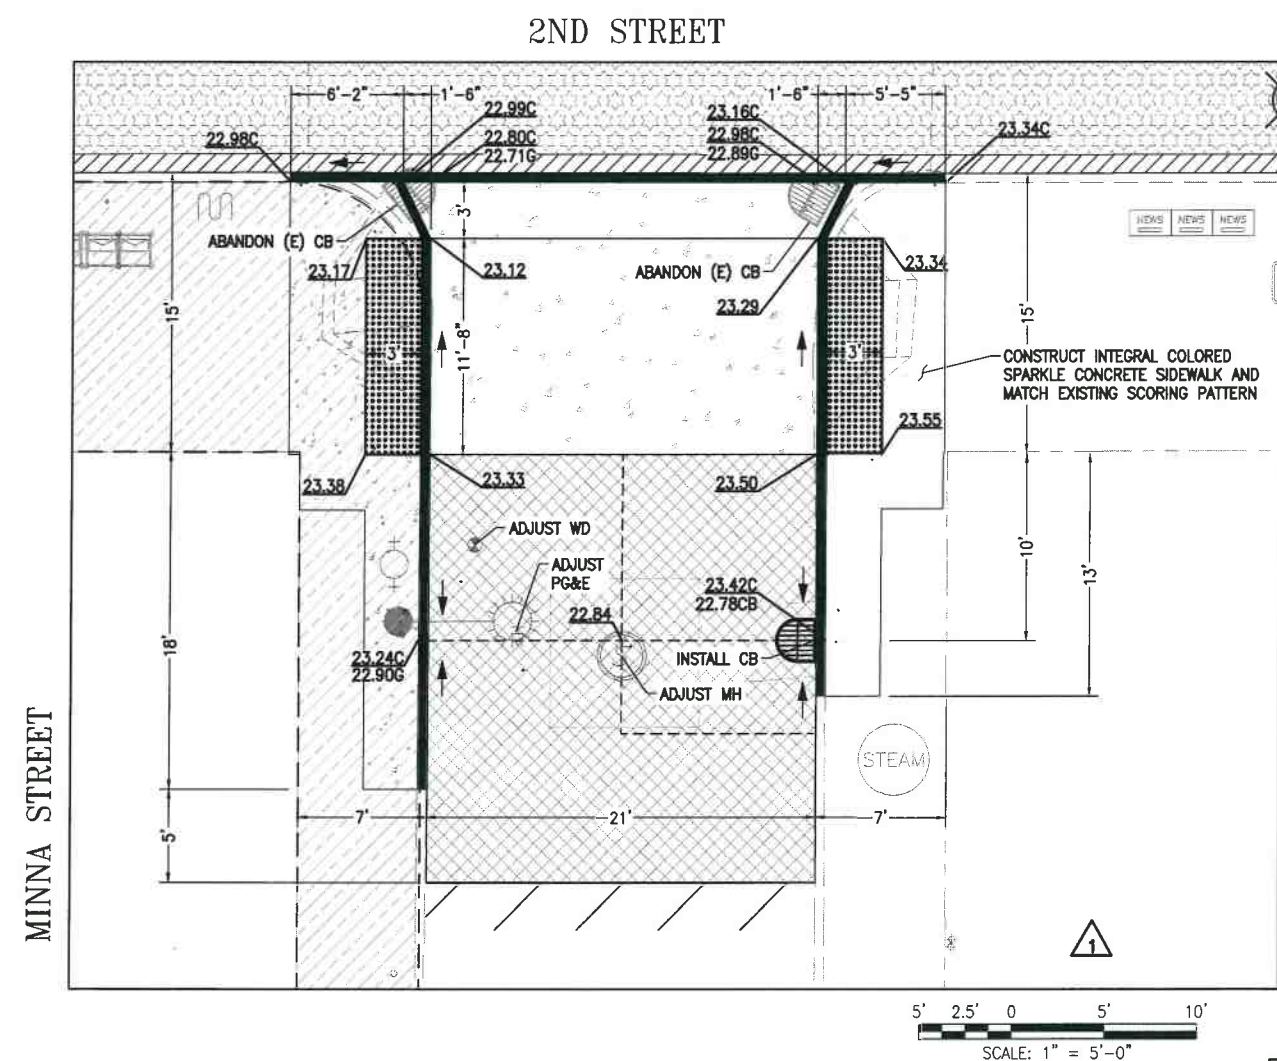 2ND STREET
6'-2"
1'-6"
1'-6"
5'-5"
22.99C
23.16C
22.98C
22.80C
22.71G
22.98C
22.89G
23.34C
NEWS NEWS NEWS
3'
ABANDON (E) CB
ABANDON (E) CB
23.17
23.12
23.34
23.29
15'
15'
3'
11'-8"
3'
CONSTRUCT INTEGRAL COLORED
SPARKLE CONCRETE SIDEWALK AND
MATCH EXISTING SCORING PATTERN
23.55
23.38
23.33
23.50
ADJUST WD
ADJUST
PG&E
10'
13'
23.42C
22.78CB
22.84
18'
23.24C
22.90G
INSTALL CB
ADJUST MH
STEAM
MINNA STREET
7'
21'
7'
5'
1
5' 2.5' 0 5' 10'
SCALE: 1" = 5'-0"